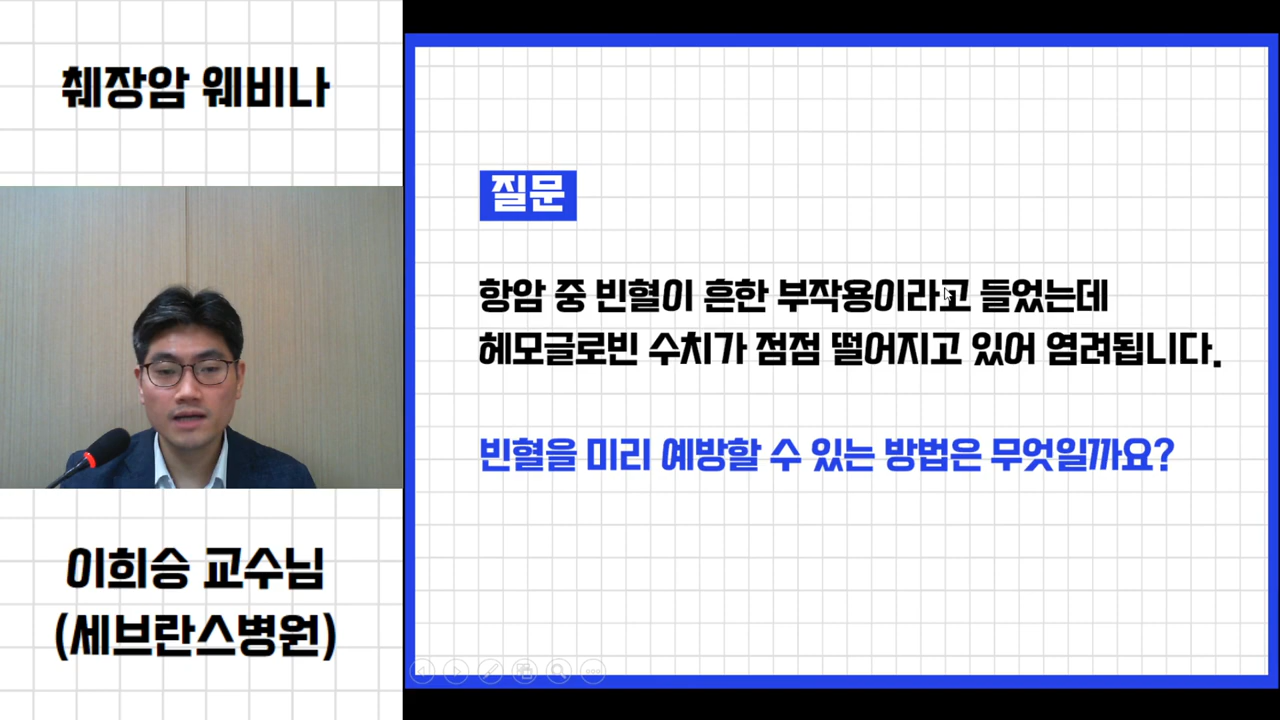 췌장암 웨비나
이희승 교수님
(세브란스병원)
질문
항암 중 빈혈이 흔한 부작용이라고 들었는데
헤모글로빈 수치가 점점 떨어지고 있어 염려됩니다.
빈혈을 미리 예방할 수 있는 방법은 무엇일까요?